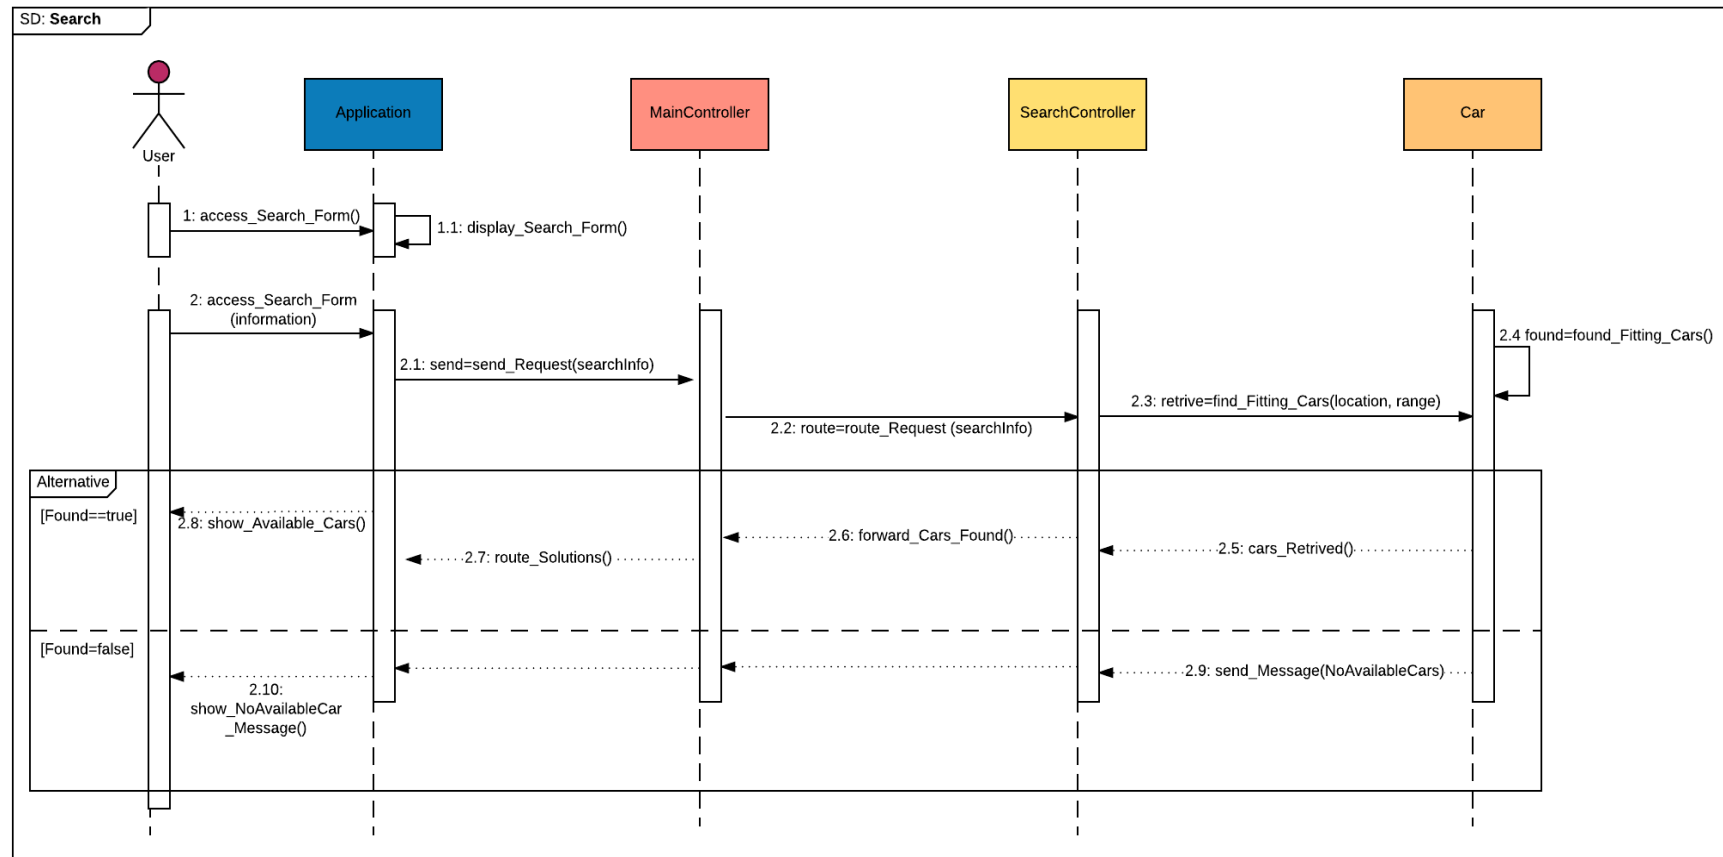 SD: Search
User
Application
MainController
SearchController
Car
1: access_Search_Form()
1.1: display_Search_Form()
2: access_Search_Form
(information)
2.1: send=send_Request(searchInfo)
2.2: route=route_Request (searchInfo)
2.3: retrive=find_Fitting_Cars(location, range)
2.4 found=found_Fitting_Cars()
Alternative
[Found==true]
2.8: show_Available_Cars()
2.7: route_Solutions()
2.6: forward_Cars_Found()
2.5: cars_Retrived()
[Found=false]
2.9: send_Message(NoAvailableCars)
2.10:
show_NoAvailableCar
_Message()